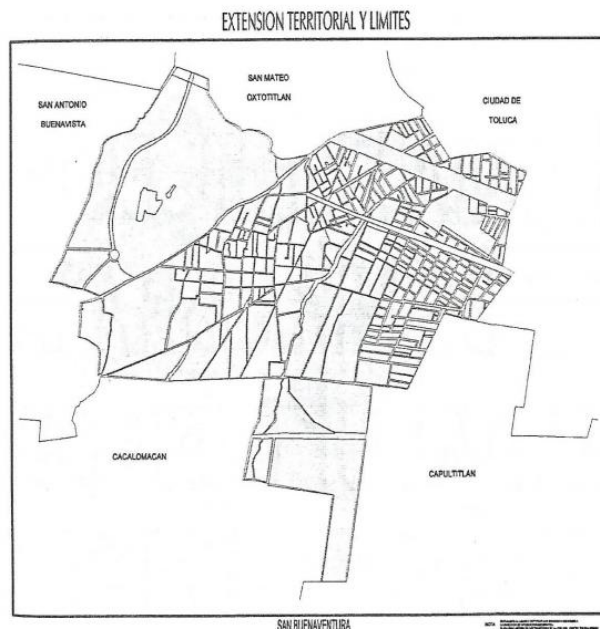 EXTENSION TERRITORIAL Y LIMITES
SAN MATEO
OXTOTITLAN
SAN ANTONIO
BUENAVISTA
CIUDAD DE
TOLUCA
CACALOMACAN
CAPULTITLAN
SAN BUENAVENTURA
NOTA